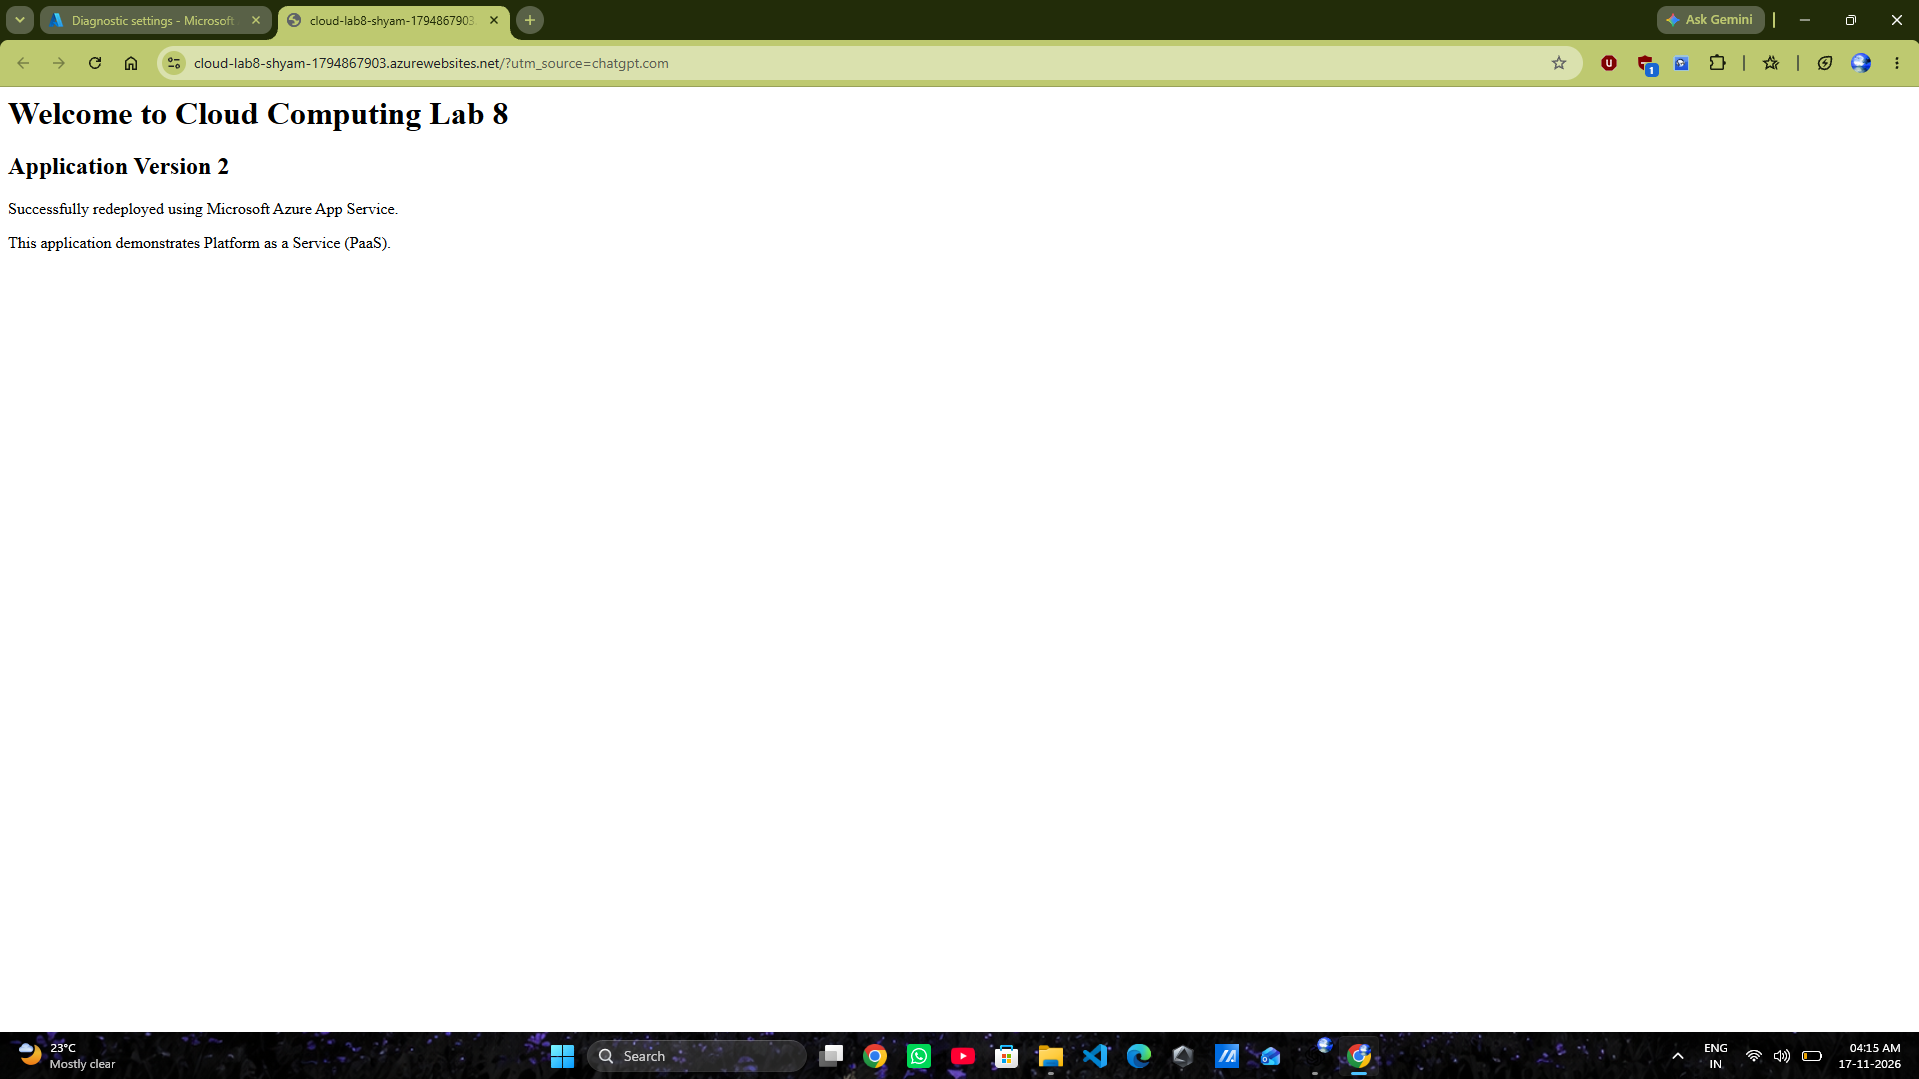 Diagnostic settings - Microsoft
cloud-lab8-shyam-1794867903
Ask Gemini
cloud-lab8-shyam-1794867903.azurewebsites.net/?utm_source=chatgpt.com
1
Welcome to Cloud Computing Lab 8
Application Version 2
Successfully redeployed using Microsoft Azure App Service.
This application demonstrates Platform as a Service (PaaS).
23°C
Mostly clear
Search
ENG
IN
04:15 AM
17-11-2026